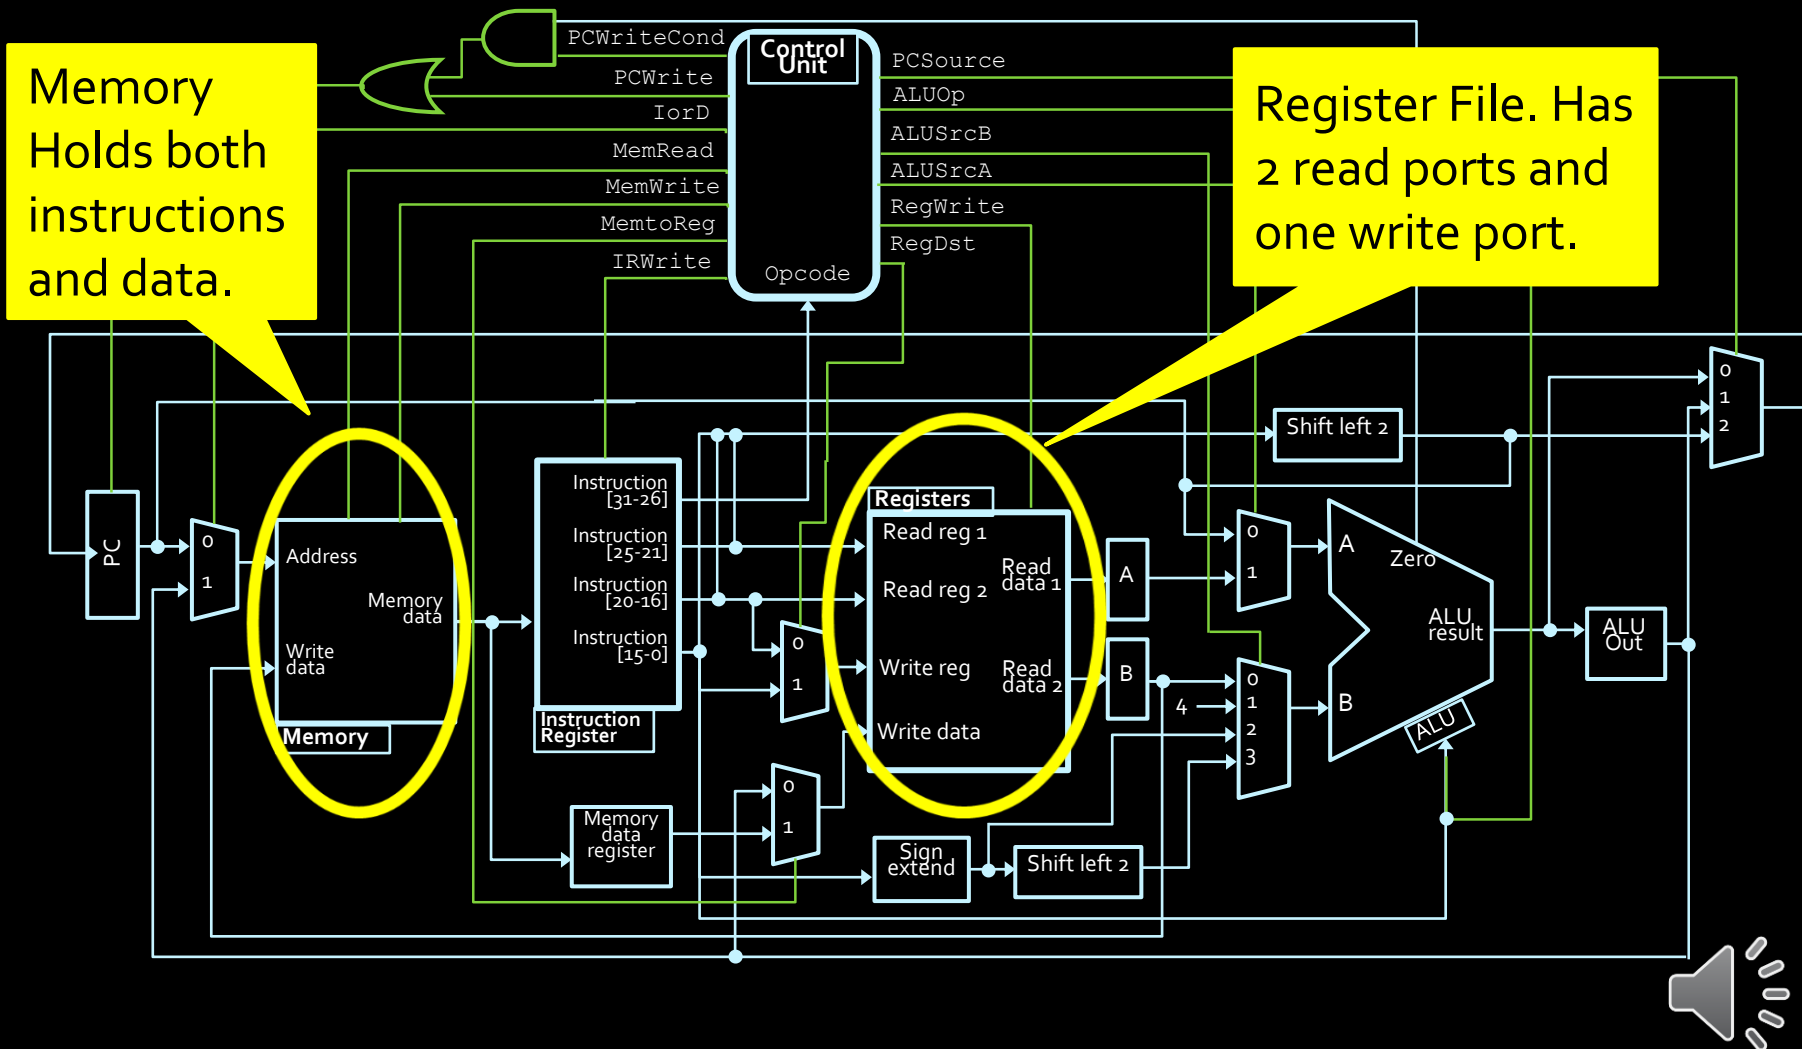 Memory
Holds both
instructions
and data.
PCWriteCond
PCWrite
IorD
MemRead
MemWrite
MemtoReg
IRWrite
Control
Unit
Opcode
PCSource
ALUOp
ALUSrcB
ALUSrcA
RegWrite
RegDst
Register File. Has
2 read ports and
one write port.
PC
0
1
Address
Memory
data
Write
data
Memory
Instruction
[31-26]
Instruction
[25-21]
Instruction
[20-16]
Instruction
[15-0]
Instruction
Register
0
1
Memory
data
register
0
1
Registers
Read reg 1
Read reg 2
Write reg
Write data
Read
data 1
Read
data 2
A
B
Sign
extend
Shift left 2
Shift left 2
0
1
4
0
1
2
3
A
B
Zero
ALU
result
ALU
ALU
Out
0
1
2